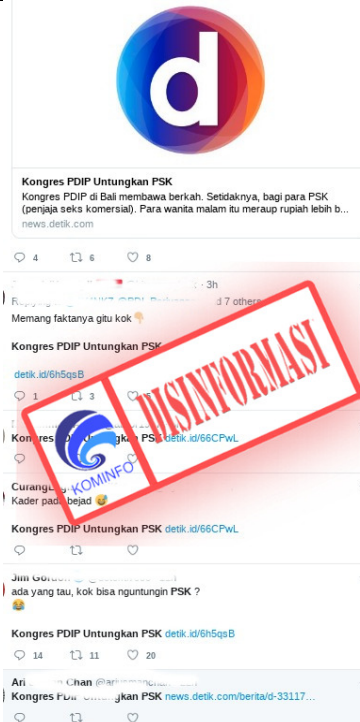 d
Kongres PDIP Untungkan PSK
Kongres PDIP di Bali membawa berkah. Setidaknya, bagi para PSK
(penjaja seks komersial). Para wanita malam itu meraup rupiah lebih b...
news.detik.com
4 6 8
· 3h
7 others
Memang faktanya gitu kok
Kongres PDIP Untungkan PSK
detik.id/6h5qsB
1 3 5
DISINFORMASI
KOMINFO
Kongres PDIP Untungkan PSK detik.id/66CPwL
Kader pada bejad
Kongres PDIP Untungkan PSK detik.id/66CPwL
Jim Gordon
ada yang tau, kok bisa nguntungin PSK ?
Kongres PDIP Untungkan PSK detik.id/6h5qsB
14 11 20
Ari Chan
Kongres PDIP Untungkan PSK news.detik.com/berita/d-33117...